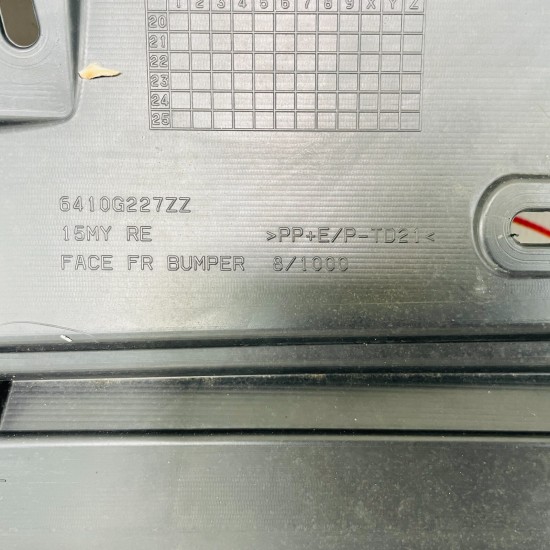 1 2 3 4 5 6 7 8 9 X Y Z
20
21
22
23
24
25
6410G227ZZ
15MY RE >PP+E/P-TD21<
FACE FR BUMPER 8/1000